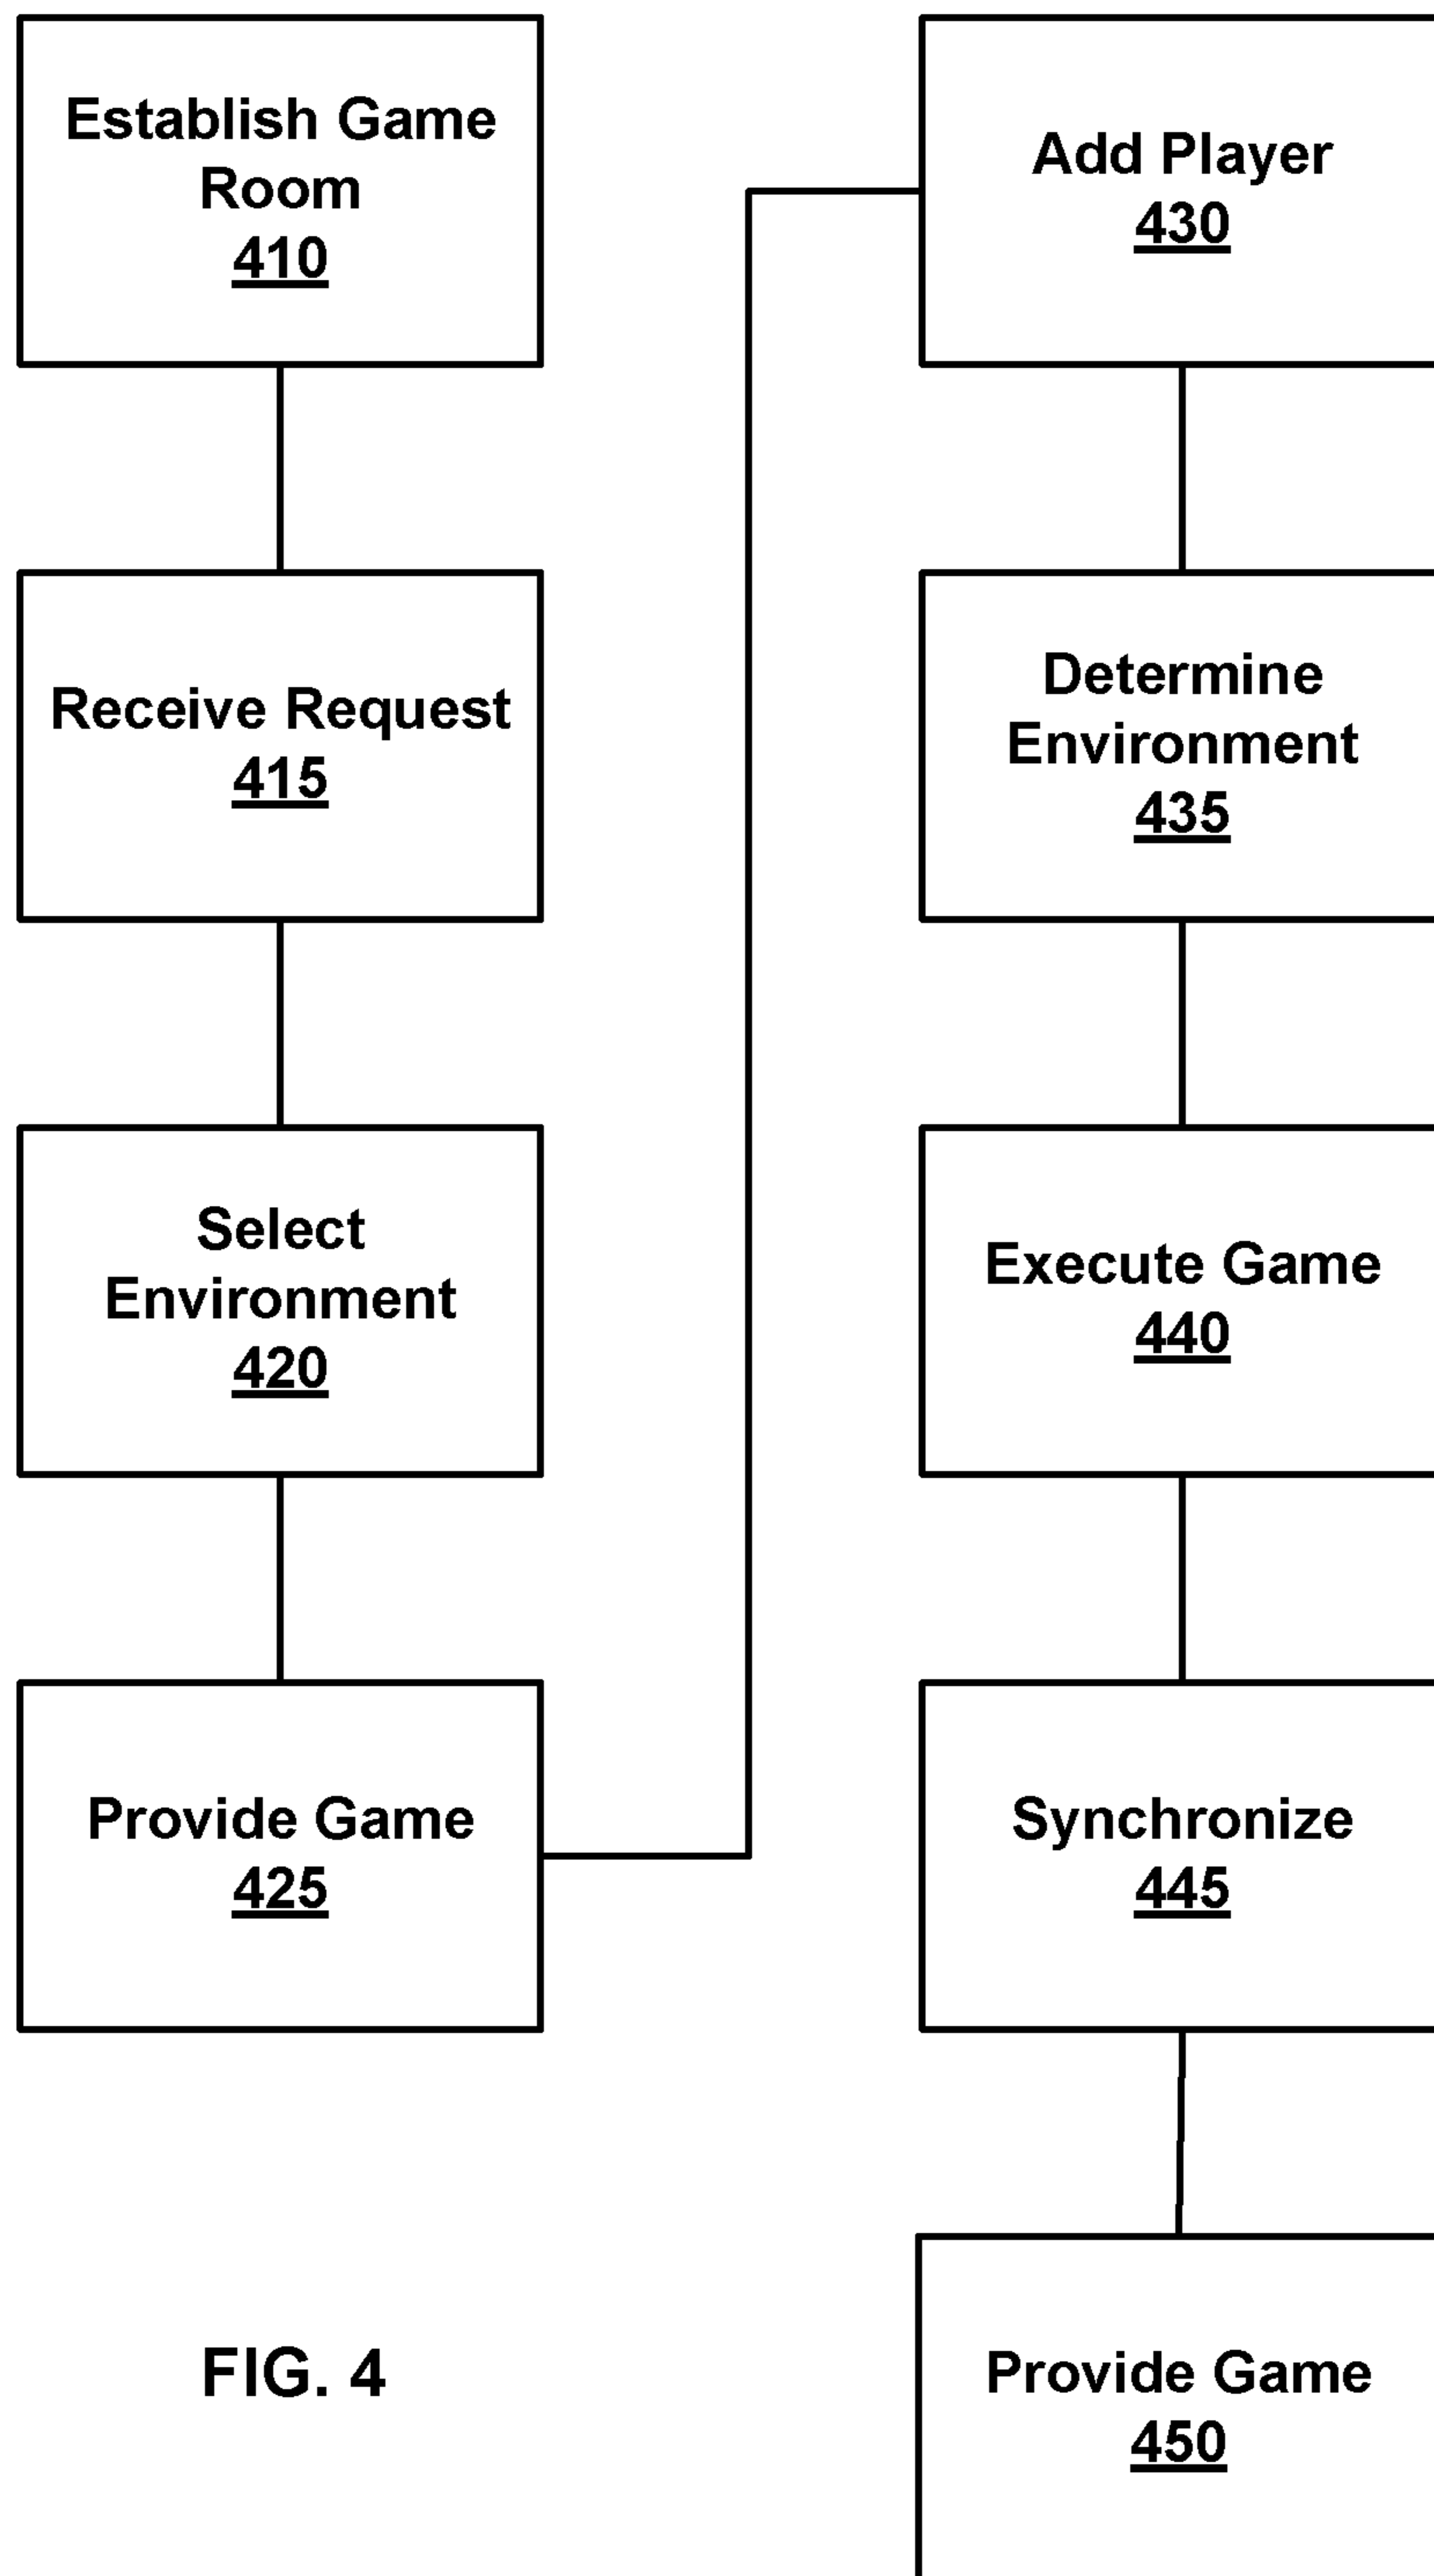 Establish Game
Room
410
Receive Request
415
Select
Environment
420
Provide Game
425
Add Player
430
Determine
Environment
435
Execute Game
440
Synchronize
445
Provide Game
450
FIG. 4